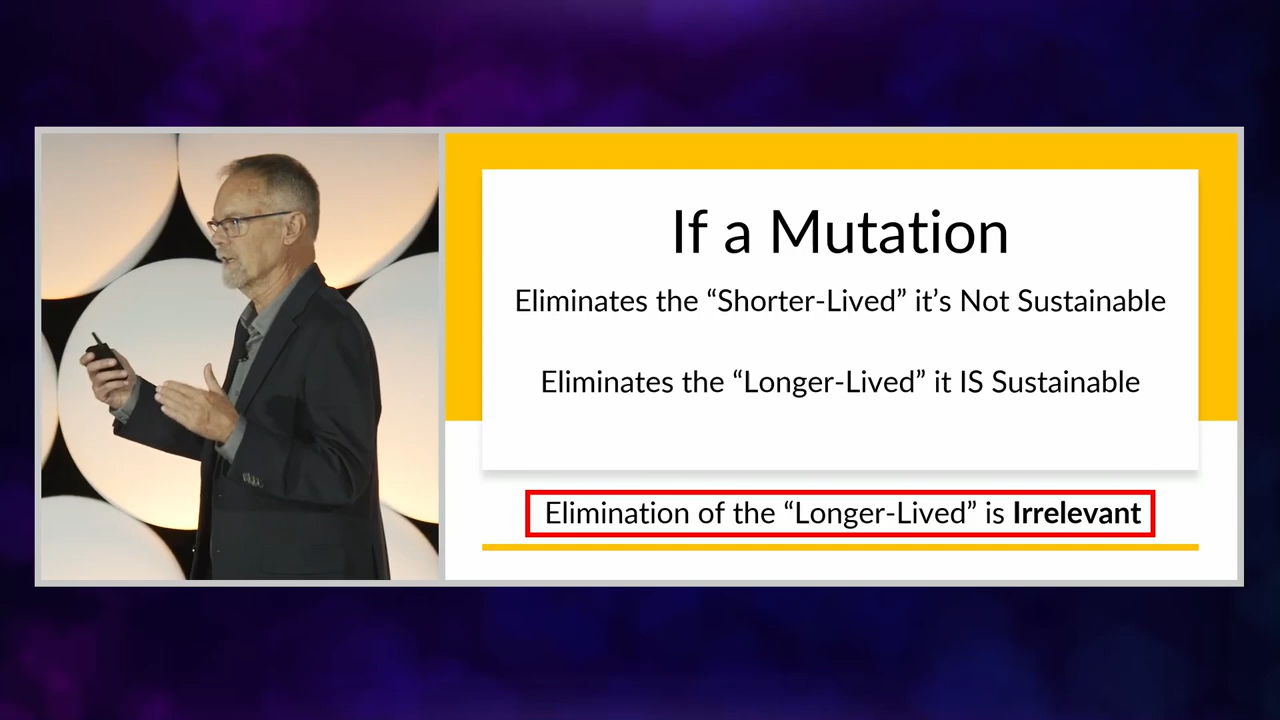 If a Mutation
Eliminates the “Shorter-Lived” it’s Not Sustainable
Eliminates the “Longer-Lived” it IS Sustainable
Elimination of the “Longer-Lived” is Irrelevant